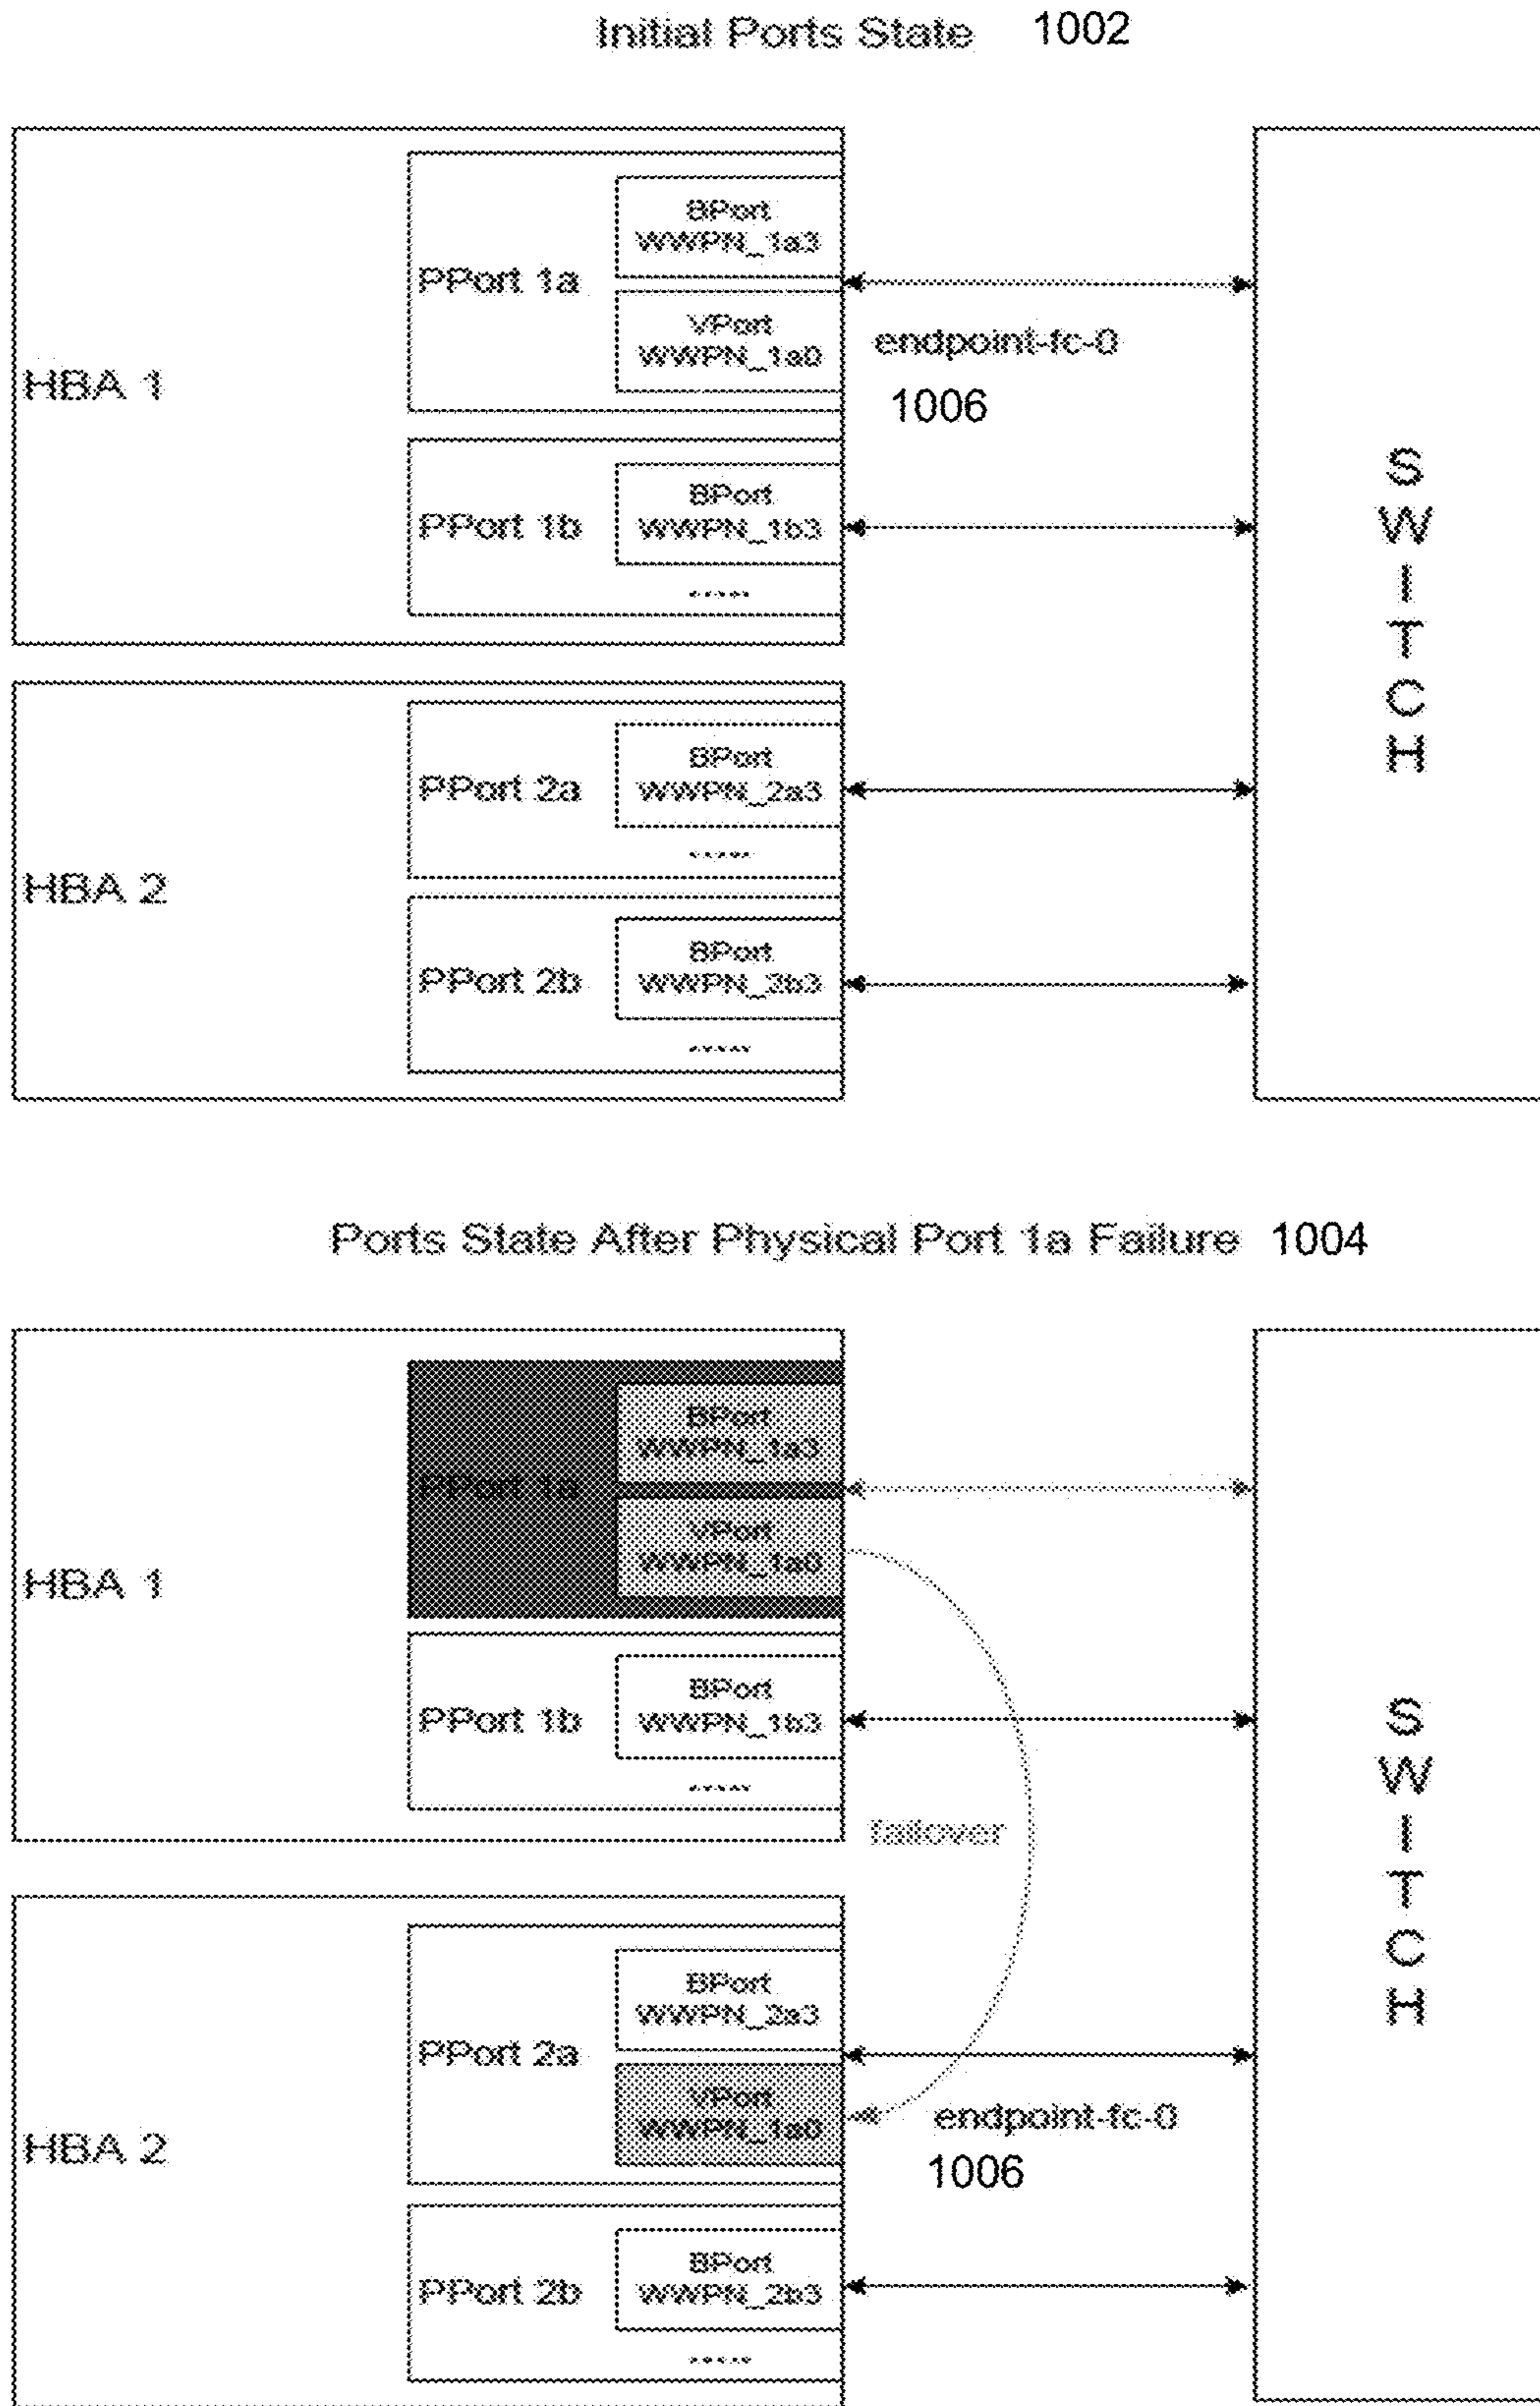 Initial Ports State 1002
HBA 1
PPort 1a
BPort
WWPN_1a3
VPort
WWPN_1a0
endpoint-fc-0
1006
PPort 1b
BPort
WWPN_1b3
.....
HBA 2
PPort 2a
BPort
WWPN_2a3
.....
PPort 2b
BPort
WWPN_2b3
.....
S
W
I
T
C
H
Ports State After Physical Port 1a Failure 1004
HBA 1
PPort 1a
BPort
WWPN_1a3
VPort
WWPN_1a0
PPort 1b
BPort
WWPN_1b3
.....
failover
HBA 2
PPort 2a
BPort
WWPN_2a3
VPort
WWPN_1a0
endpoint-fc-0
1006
PPort 2b
BPort
WWPN_2b3
.....
S
W
I
T
C
H